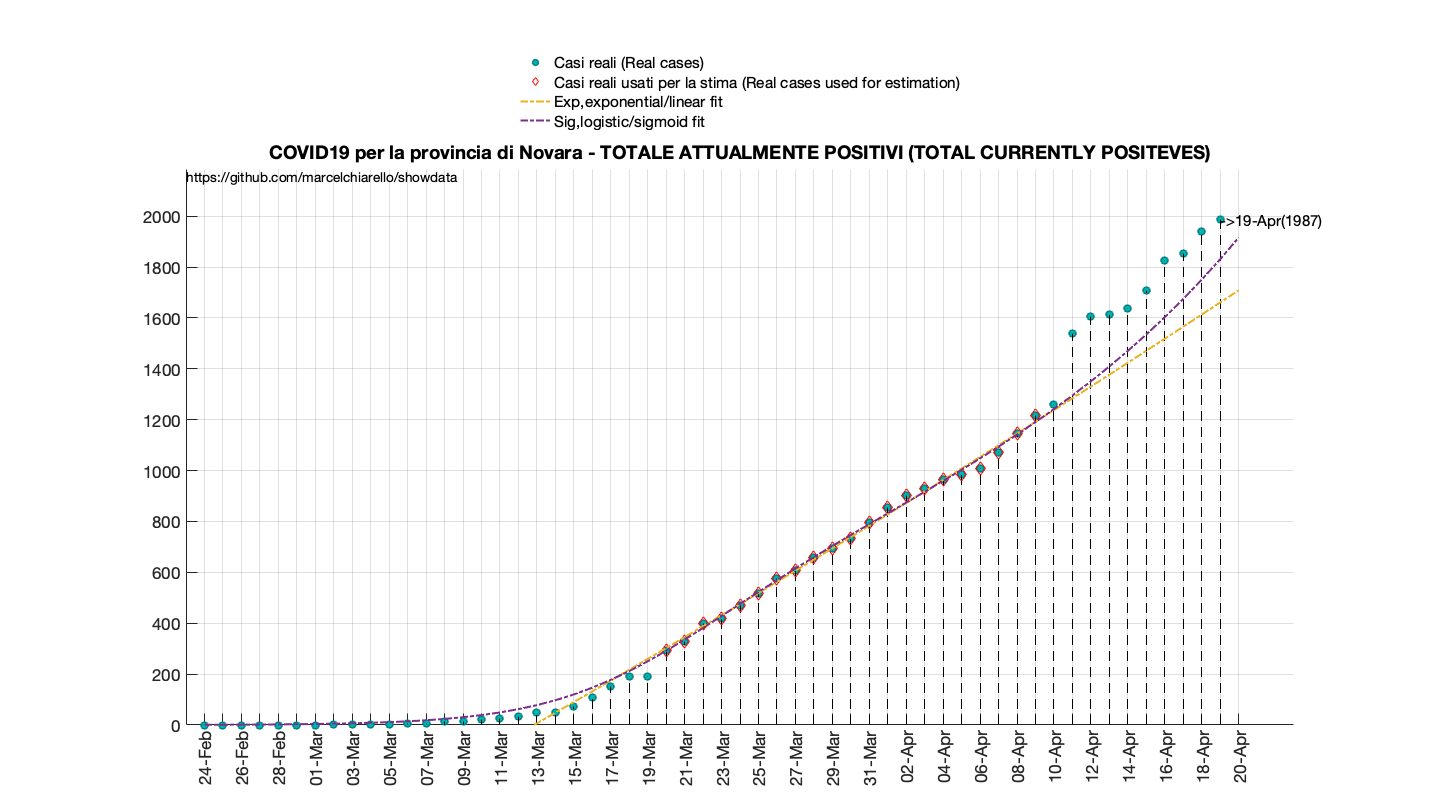 Casi reali (Real cases)
Casi reali usati per la stima (Real cases used for estimation)
Exp,exponential/linear fit
Sig,logistic/sigmoid fit
COVID19 per la provincia di Novara - TOTALE ATTUALMENTE POSITIVI (TOTAL CURRENTLY POSITEVES)
https://github.com/marcelchiarello/showdata
2000
->19-Apr(1987)
1800
1600
1400
1200
1000
800
600
400
200
0
24-Feb
26-Feb
28-Feb
01-Mar
03-Mar
05-Mar
07-Mar
09-Mar
11-Mar
13-Mar
15-Mar
17-Mar
19-Mar
21-Mar
23-Mar
25-Mar
27-Mar
29-Mar
31-Mar
02-Apr
04-Apr
06-Apr
08-Apr
10-Apr
12-Apr
14-Apr
16-Apr
18-Apr
20-Apr